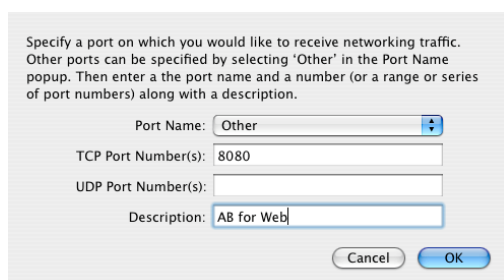 Specify a port on which you would like to receive networking traffic.
Other ports can be specified by selecting 'Other' in the Port Name
popup. Then enter a the port name and a number (or a range or series
of port numbers) along with a description.
Port Name: Other
TCP Port Number(s): 8080
UDP Port Number(s):
Description: AB for Web
Cancel OK